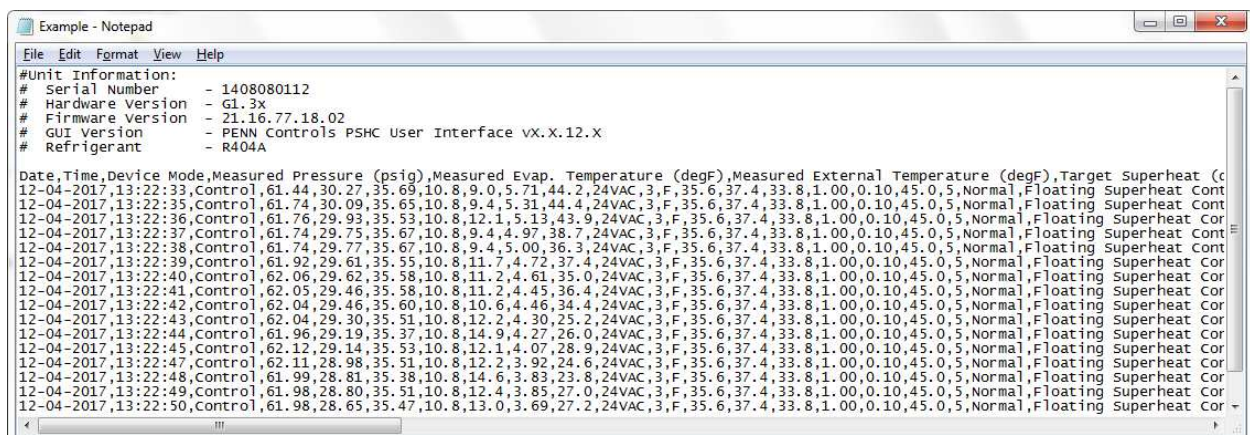 Example - Notepad
File Edit Format View Help
#Unit Information:
# Serial Number - 1408080112
# Hardware Version - G1.3x
# Firmware Version - 21.16.77.18.02
# GUI Version - PENN Controls PSHC User Interface vX.X.12.X
# Refrigerant - R404A
Date,Time,Device Mode,Measured Pressure (psig),Measured Evap. Temperature (degF),Measured External Temperature (degF),Target Superheat (c
12-04-2017,13:22:33,Control,61.44,30.27,35.69,10.8,9.0,5.71,44.2,24VAC,3,F,35.6,37.4,33.8,1.00,0.10,45.0,5,Normal,Floating Superheat Cont
12-04-2017,13:22:35,Control,61.74,30.09,35.65,10.8,9.4,5.31,44.4,24VAC,3,F,35.6,37.4,33.8,1.00,0.10,45.0,5,Normal,Floating Superheat Cont
12-04-2017,13:22:36,Control,61.76,29.93,35.53,10.8,12.1,5.13,43.9,24VAC,3,F,35.6,37.4,33.8,1.00,0.10,45.0,5,Normal,Floating Superheat Cor
12-04-2017,13:22:37,Control,61.74,29.75,35.67,10.8,9.4,4.97,38.7,24VAC,3,F,35.6,37.4,33.8,1.00,0.10,45.0,5,Normal,Floating Superheat Cont
12-04-2017,13:22:38,Control,61.74,29.77,35.67,10.8,9.4,5.00,36.3,24VAC,3,F,35.6,37.4,33.8,1.00,0.10,45.0,5,Normal,Floating Superheat Cont
12-04-2017,13:22:39,Control,61.92,29.61,35.55,10.8,11.7,4.72,37.4,24VAC,3,F,35.6,37.4,33.8,1.00,0.10,45.0,5,Normal,Floating Superheat Cor
12-04-2017,13:22:40,Control,62.06,29.62,35.58,10.8,11.2,4.61,35.0,24VAC,3,F,35.6,37.4,33.8,1.00,0.10,45.0,5,Normal,Floating Superheat Cor
12-04-2017,13:22:41,Control,62.05,29.46,35.58,10.8,11.2,4.45,36.4,24VAC,3,F,35.6,37.4,33.8,1.00,0.10,45.0,5,Normal,Floating Superheat Cor
12-04-2017,13:22:42,Control,62.04,29.46,35.60,10.8,10.6,4.46,34.4,24VAC,3,F,35.6,37.4,33.8,1.00,0.10,45.0,5,Normal,Floating Superheat Cor
12-04-2017,13:22:43,Control,62.04,29.30,35.51,10.8,12.2,4.30,25.2,24VAC,3,F,35.6,37.4,33.8,1.00,0.10,45.0,5,Normal,Floating Superheat Cor
12-04-2017,13:22:44,Control,61.96,29.19,35.37,10.8,14.9,4.27,26.0,24VAC,3,F,35.6,37.4,33.8,1.00,0.10,45.0,5,Normal,Floating Superheat Cor
12-04-2017,13:22:45,Control,62.12,29.14,35.53,10.8,12.1,4.07,28.9,24VAC,3,F,35.6,37.4,33.8,1.00,0.10,45.0,5,Normal,Floating Superheat Cor
12-04-2017,13:22:47,Control,62.11,28.98,35.51,10.8,12.2,3.92,24.6,24VAC,3,F,35.6,37.4,33.8,1.00,0.10,45.0,5,Normal,Floating Superheat Cor
12-04-2017,13:22:48,Control,61.99,28.81,35.38,10.8,14.6,3.83,23.8,24VAC,3,F,35.6,37.4,33.8,1.00,0.10,45.0,5,Normal,Floating Superheat Cor
12-04-2017,13:22:49,Control,61.98,28.80,35.51,10.8,12.4,3.85,27.0,24VAC,3,F,35.6,37.4,33.8,1.00,0.10,45.0,5,Normal,Floating Superheat Cor
12-04-2017,13:22:50,Control,61.98,28.65,35.47,10.8,13.0,3.69,27.2,24VAC,3,F,35.6,37.4,33.8,1.00,0.10,45.0,5,Normal,Floating Superheat Cor